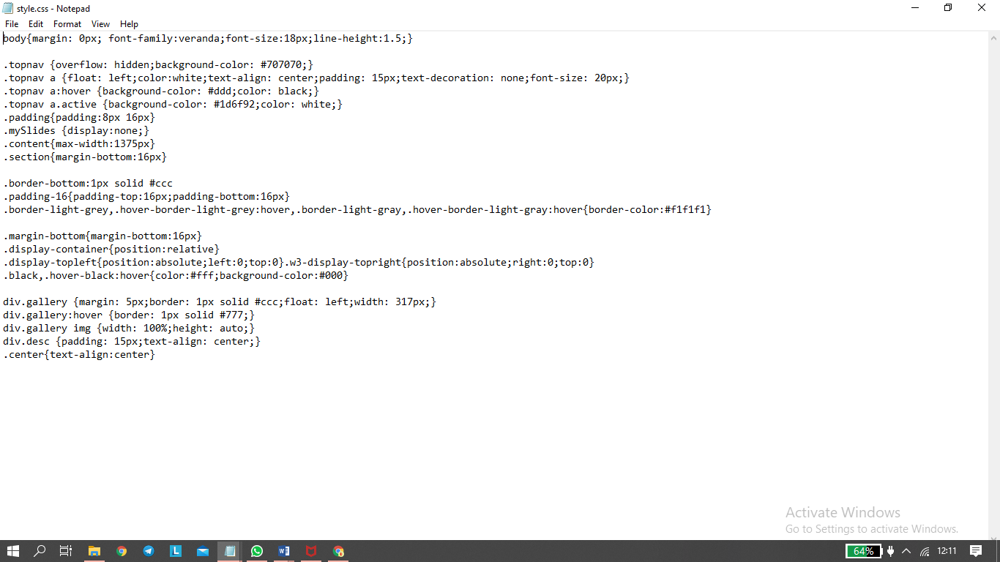 style.css - Notepad
File Edit Format View Help
body{margin: 0px; font-family:veranda;font-size:18px;line-height:1.5;}
.topnav {overflow: hidden;background-color: #707070;}
.topnav a {float: left;color:white;text-align: center;padding: 15px;text-decoration: none;font-size: 20px;}
.topnav a:hover {background-color: #ddd;color: black;}
.topnav a.active {background-color: #1d6f92;color: white;}
.padding{padding:8px 16px}
.mySlides {display:none;}
.content{max-width:1375px}
.section{margin-bottom:16px}
.border-bottom:1px solid #ccc
.padding-16{padding-top:16px;padding-bottom:16px}
.border-light-grey,.hover-border-light-grey:hover,.border-light-gray,.hover-border-light-gray:hover{border-color:#f1f1f1}
.margin-bottom{margin-bottom:16px}
.display-container{position:relative}
.display-topleft{position:absolute;left:0;top:0}.w3-display-topright{position:absolute;right:0;top:0}
.black,.hover-black:hover{color:#fff;background-color:#000}
div.gallery {margin: 5px;border: 1px solid #ccc;float: left;width: 317px;}
div.gallery:hover {border: 1px solid #777;}
div.gallery img {width: 100%;height: auto;}
div.desc {padding: 15px;text-align: center;}
.center{text-align:center}
Activate Windows
Go to Settings to activate Windows.
L
W
64%
12:11